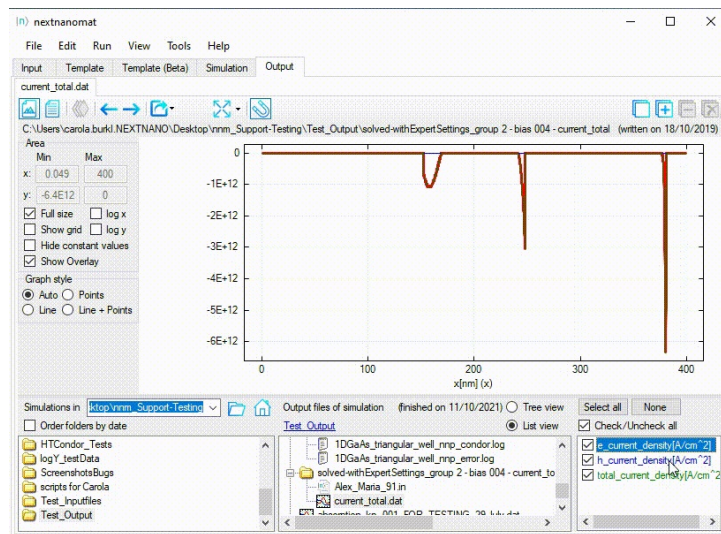 nextnanomat
File Edit Run View Tools Help
Input Template Template (Beta) Simulation Output
current_total.dat
C:\Users\carola.burkl.NEXTNANO\Desktop\nnm_Support-Testing\Test_Output\solved-withExpertSettings_group 2 - bias 004 - current_total (written on 18/10/2019)
Area
Min Max
x: 0.049 400
y: -6.4E12 0
Full size log x
Show grid log y
Hide constant values
Show Overlay
Graph style
Auto Points
Line Line + Points
0
-1E+12
-2E+12
-3E+12
-4E+12
-5E+12
-6E+12
0 100 200 300 400
x[nm] (x)
Simulations in ktop\nnm_Support-Testing
Order folders by date
HTCondor_Tests
logY_testData
ScreenshotsBugs
scripts for Carola
Test_Inputfiles
Test_Output
Output files of simulation (finished on 11/10/2021) Tree view
Test_Output List view
1DGaAs_triangular_well_nnp_condor.log
1DGaAs_triangular_well_nnp_error.log
solved-withExpertSettings_group 2 - bias 004 - current_to
Alex_Maria_91.in
current_total.dat
Select all None
Check/Uncheck all
e_current_density[A/cm^2]
h_current_density[A/cm^2]
total_current_density[A/cm^2